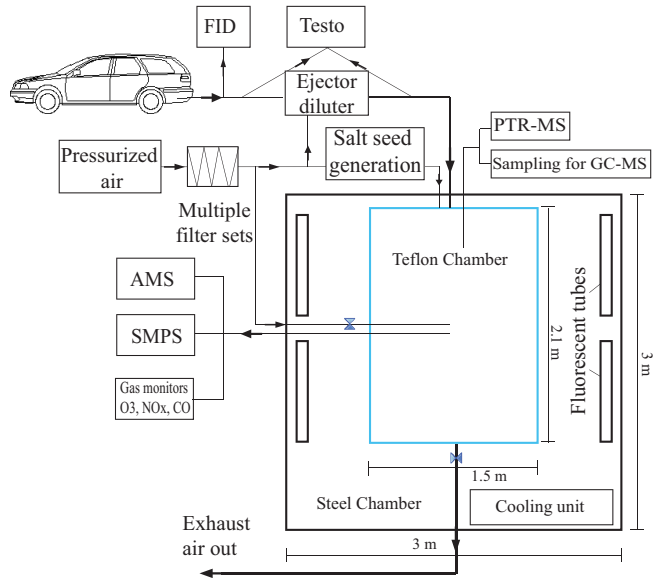 FID
Testo
Ejector
diluter
PTR-MS
Sampling for GC-MS
Pressurized
air
Salt seed
generation
Multiple
filter sets
AMS
SMPS
Gas monitors
O3, NOx, CO
Teflon Chamber
Fluorescent tubes
2.1 m
3 m
1.5 m
Steel Chamber
Cooling unit
Exhaust
air out
3 m